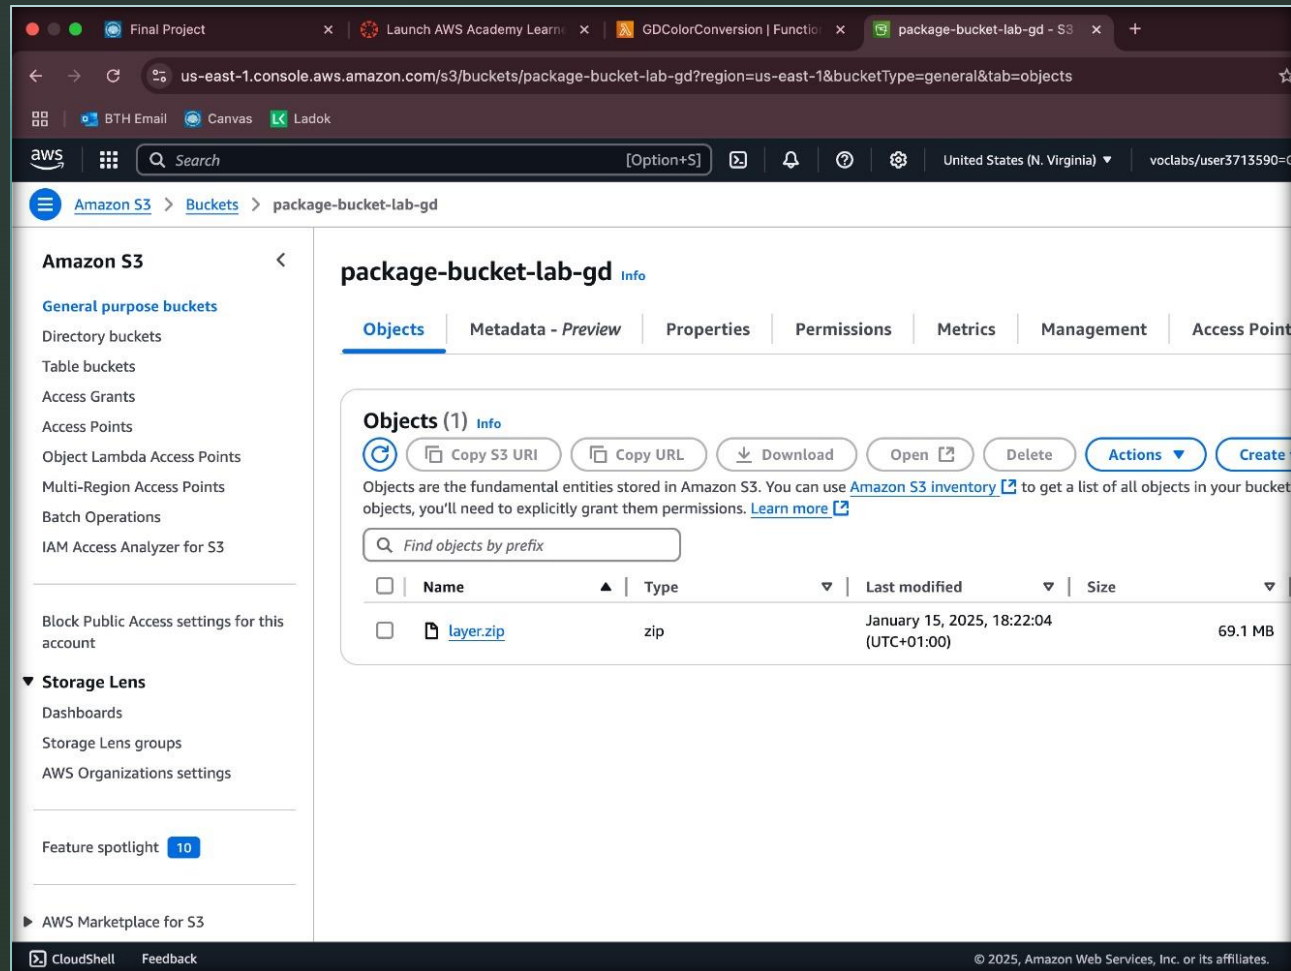 Final Project
Launch AWS Academy Learne
GDColorConversion | Functio
package-bucket-lab-gd - S3
us-east-1.console.aws.amazon.com/s3/buckets/package-bucket-lab-gd?region=us-east-1&bucketType=general&tab=objects
BTH Email Canvas LK Ladok
aws Search [Option+S] United States (N. Virginia) voclabs/user3713590=
Amazon S3 > Buckets > package-bucket-lab-gd
Amazon S3
General purpose buckets
Directory buckets
Table buckets
Access Grants
Access Points
Object Lambda Access Points
Multi-Region Access Points
Batch Operations
IAM Access Analyzer for S3
Block Public Access settings for this
account
Storage Lens
Dashboards
Storage Lens groups
AWS Organizations settings
Feature spotlight 10
AWS Marketplace for S3
package-bucket-lab-gd Info
Objects Metadata - Preview Properties Permissions Metrics Management Access Point
Objects (1) Info
Copy S3 URI Copy URL Download Open Delete Actions Create
Objects are the fundamental entities stored in Amazon S3. You can use Amazon S3 inventory to get a list of all objects in your bucket
objects, you'll need to explicitly grant them permissions. Learn more
Find objects by prefix
Name Type Last modified Size
layer.zip zip January 15, 2025, 18:22:04 69.1 MB
(UTC+01:00)
CloudShell Feedback © 2025, Amazon Web Services, Inc. or its affiliates.